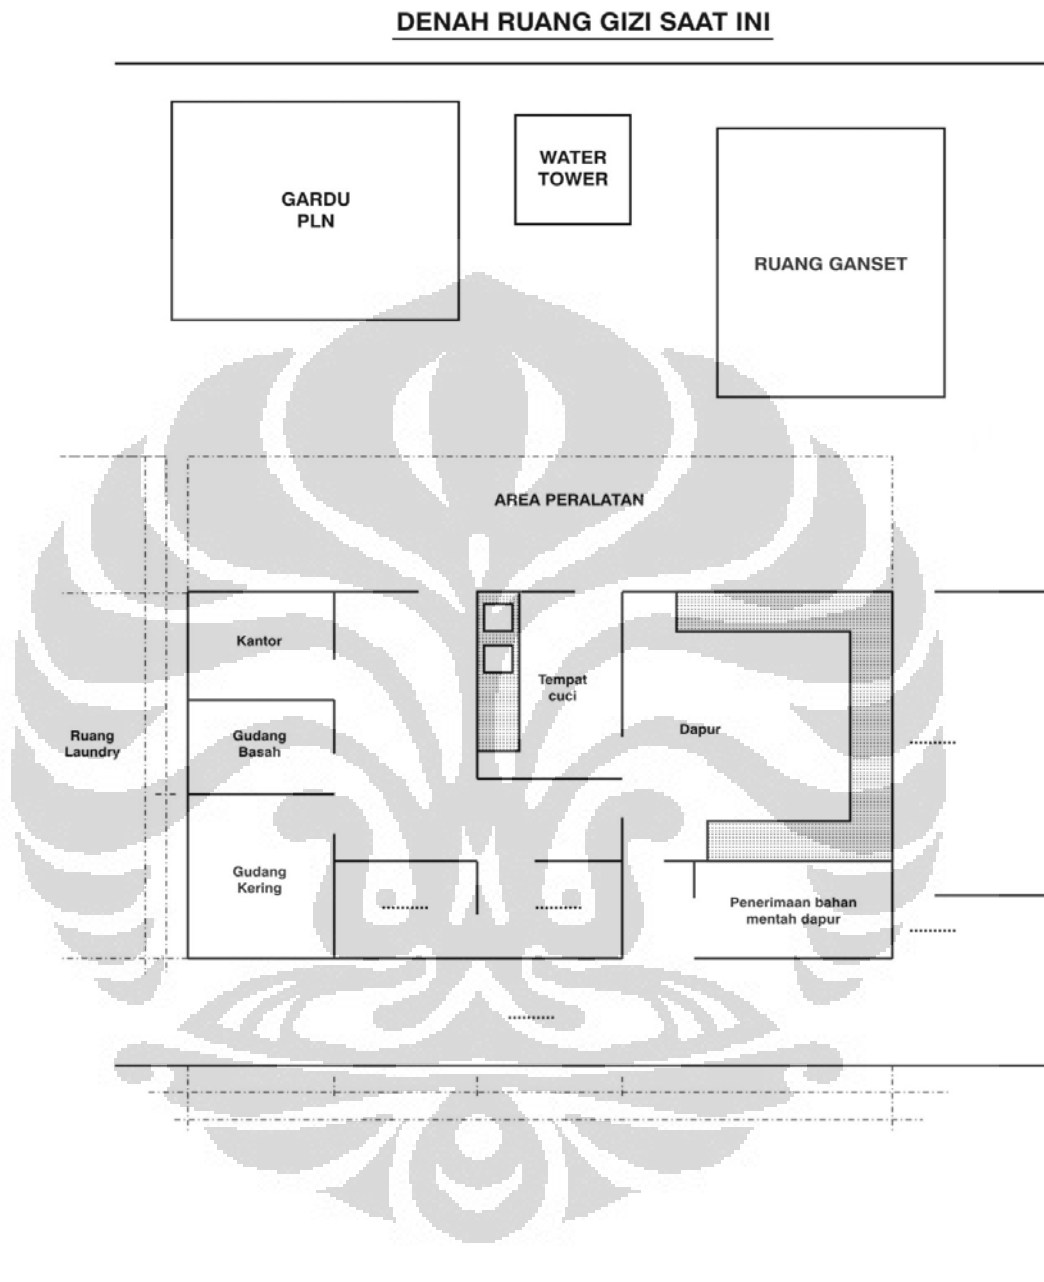 DENAH RUANG GIZI SAAT INI
GARDU
PLN
WATER
TOWER
RUANG GANSET
AREA PERALATAN
Kantor
Tempat
cuci
Ruang
Laundry
Gudang
Basah
Dapur
..........
Gudang
Kering
..........
..........
Penerimaan bahan
mentah dapur
..........
..........